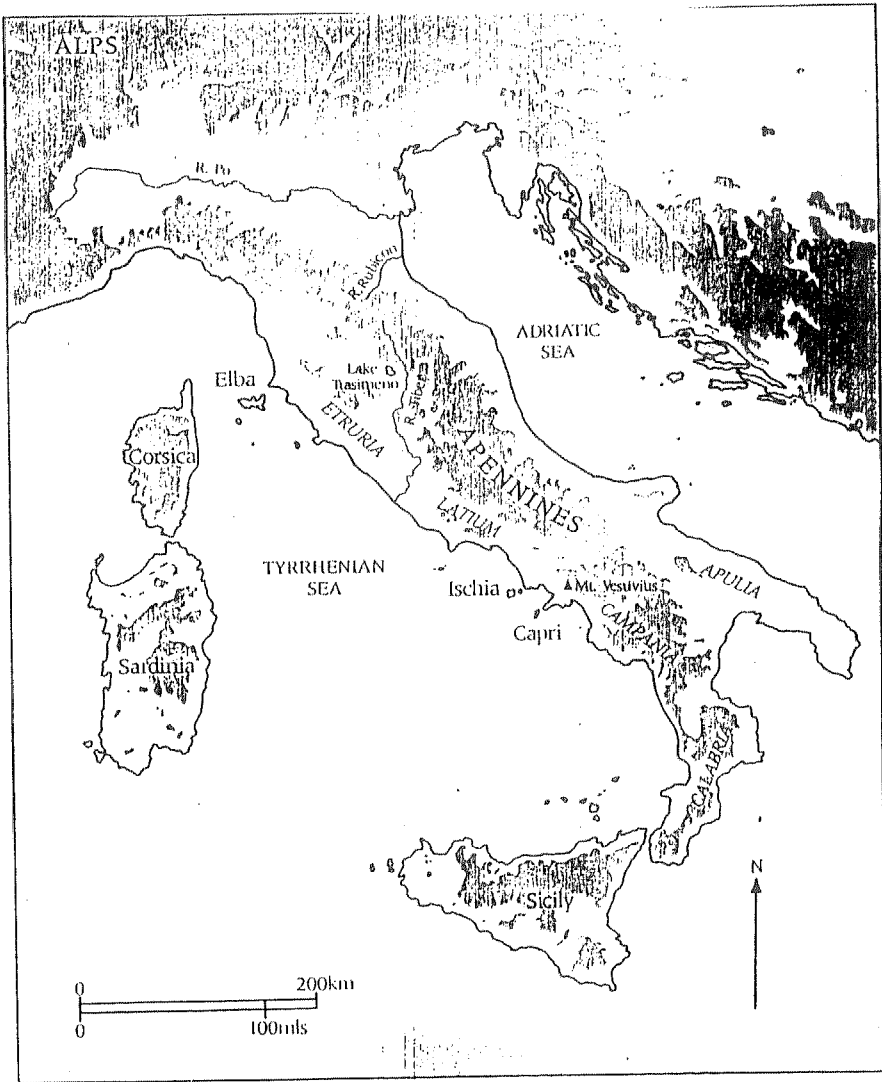 ALPS
R. Po
R. Rubicon
ADRIATIC
SEA
Elba
Lake
Trasimeno
R. Tiber
ETRURIA
Corsica
APENNINES
LATIUM
TYRRHENIAN
SEA
Ischia
Mt. Vesuvius
APULIA
Capri
CAMPANIA
Sardinia
CALABRIA
N
Sicily
0
200km
0
100mls